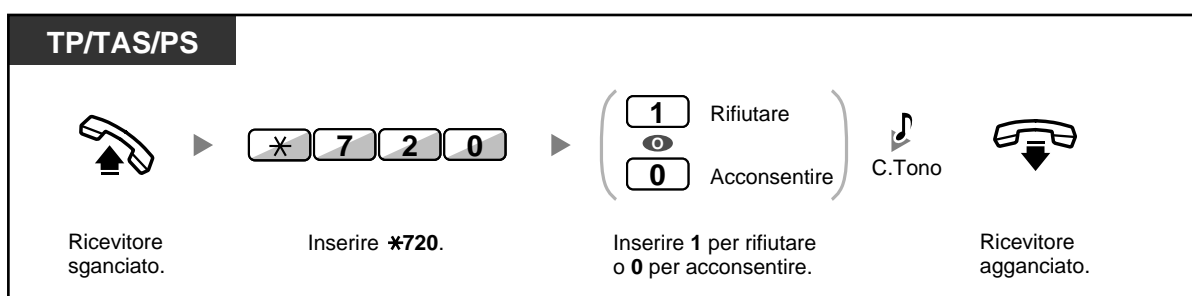 TP/TAS/PS
1 Rifiutare
* 7 2 0
o
0 Acconsentire
C.Tono
Ricevitore
sganciato.
Inserire *720.
Inserire 1 per rifiutare
o 0 per acconsentire.
Ricevitore
agganciato.